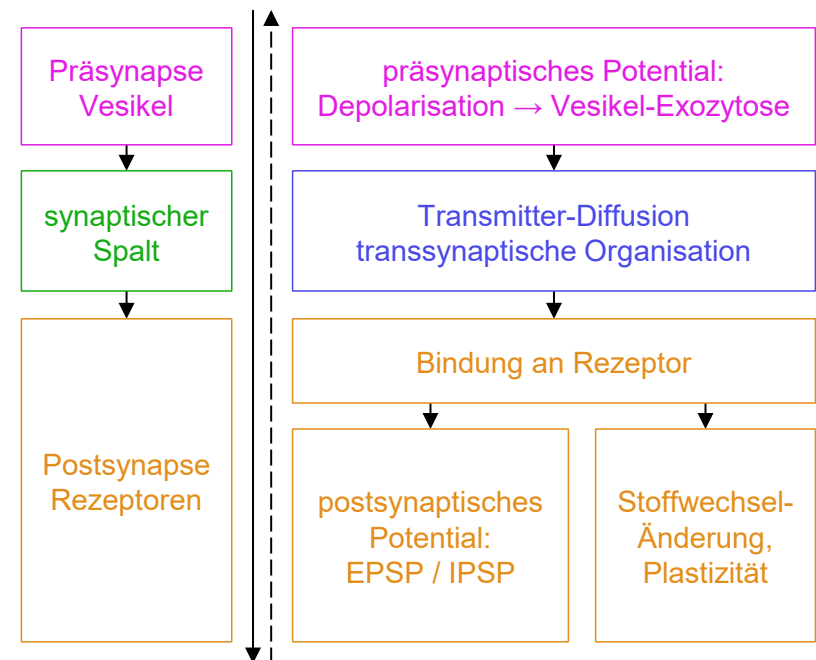 Präsynapse
Vesikel
präsynaptisches Potential:
Depolarisation → Vesikel-Exozytose
synaptischer
Spalt
Transmitter-Diffusion
transsynaptische Organisation
Bindung an Rezeptor
Postsynapse
Rezeptoren
postsynaptisches
Potential:
EPSP / IPSP
Stoffwechsel-
Änderung,
Plastizität